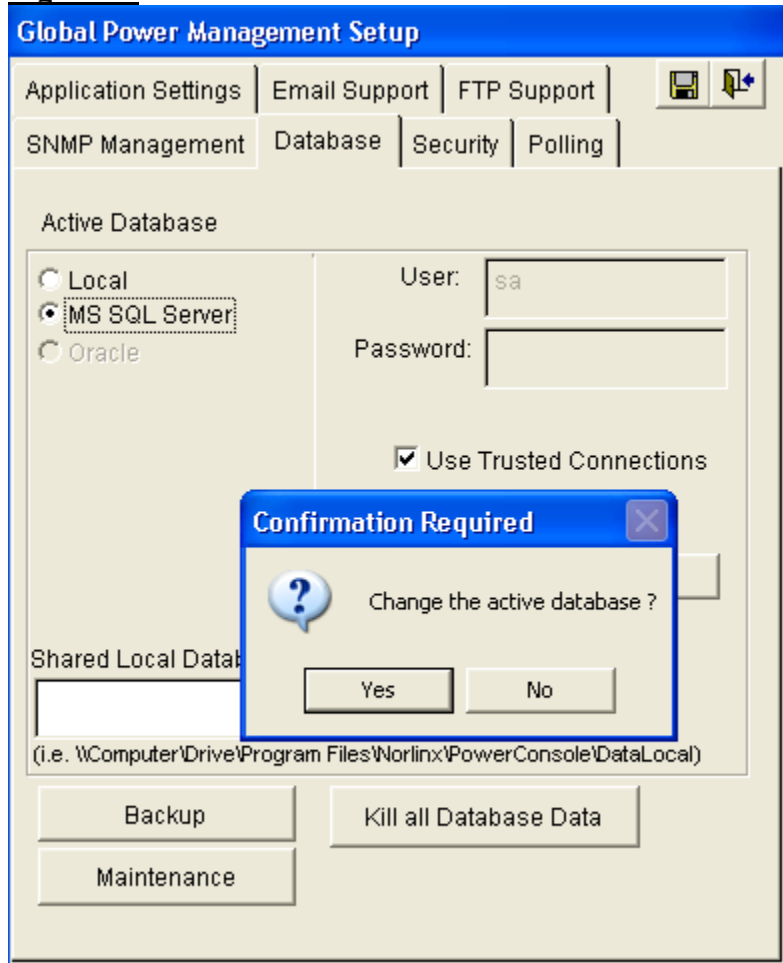 Global Power Management Setup
Application Settings Email Support FTP Support
SNMP Management Database Security Polling
Active Database
Local
MS SQL Server
Oracle
User: sa
Password:
Use Trusted Connections
Confirmation Required
Change the active database ?
Yes No
Shared Local Datab
(i.e. \\Computer\Drive\Program Files\Norlinx\PowerConsole\DataLocal)
Backup Kill all Database Data
Maintenance